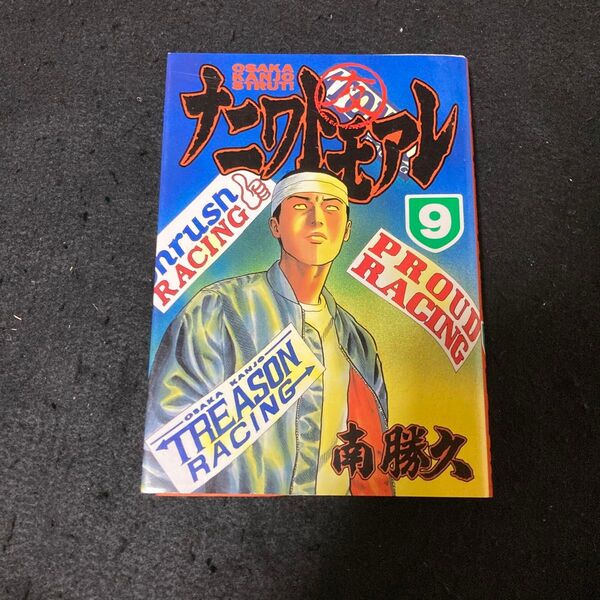 OSAKA
KANJO
STRUT!
ナニワトモアレ
9
nrush
RACING
PROUD
RACING
OSAKA KANJO
TREASON
RACING
南勝久